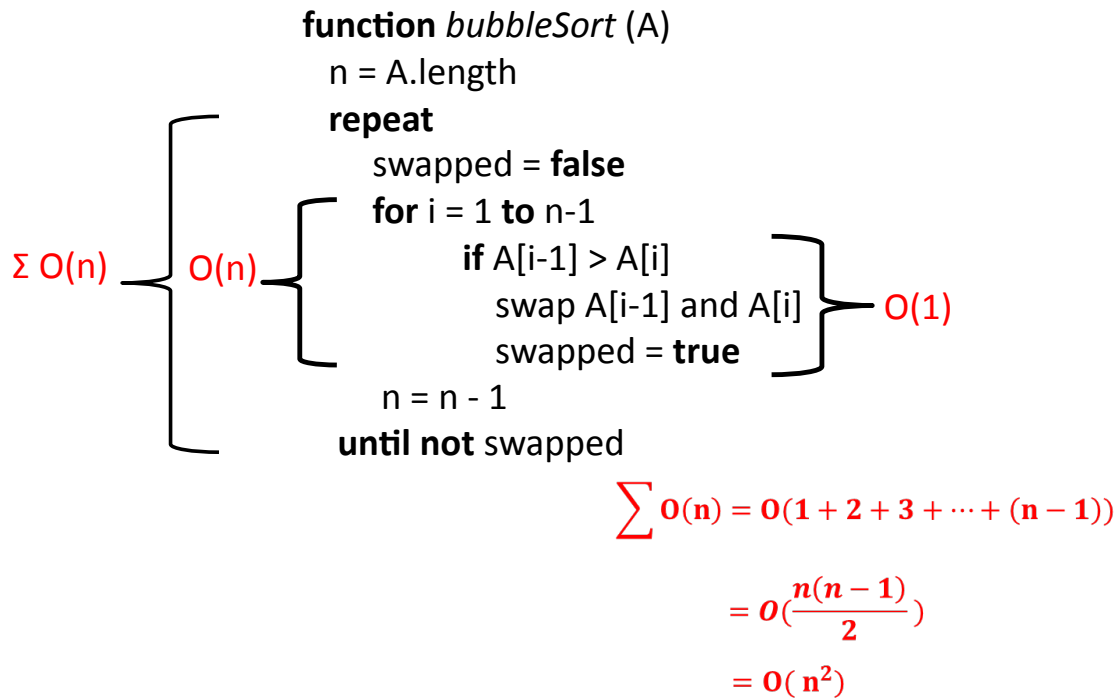 function bubbleSort (A)
n = A.length
repeat
swapped = false
for i = 1 to n-1
if A[i-1] > A[i]
swap A[i-1] and A[i]
swapped = true
n = n - 1
until not swapped
Σ O(n)
O(n)
O(1)
∑ O(n) = O(1 + 2 + 3 + ⋯ + (n − 1))
= O(n(n − 1)/2)
= O( n²)